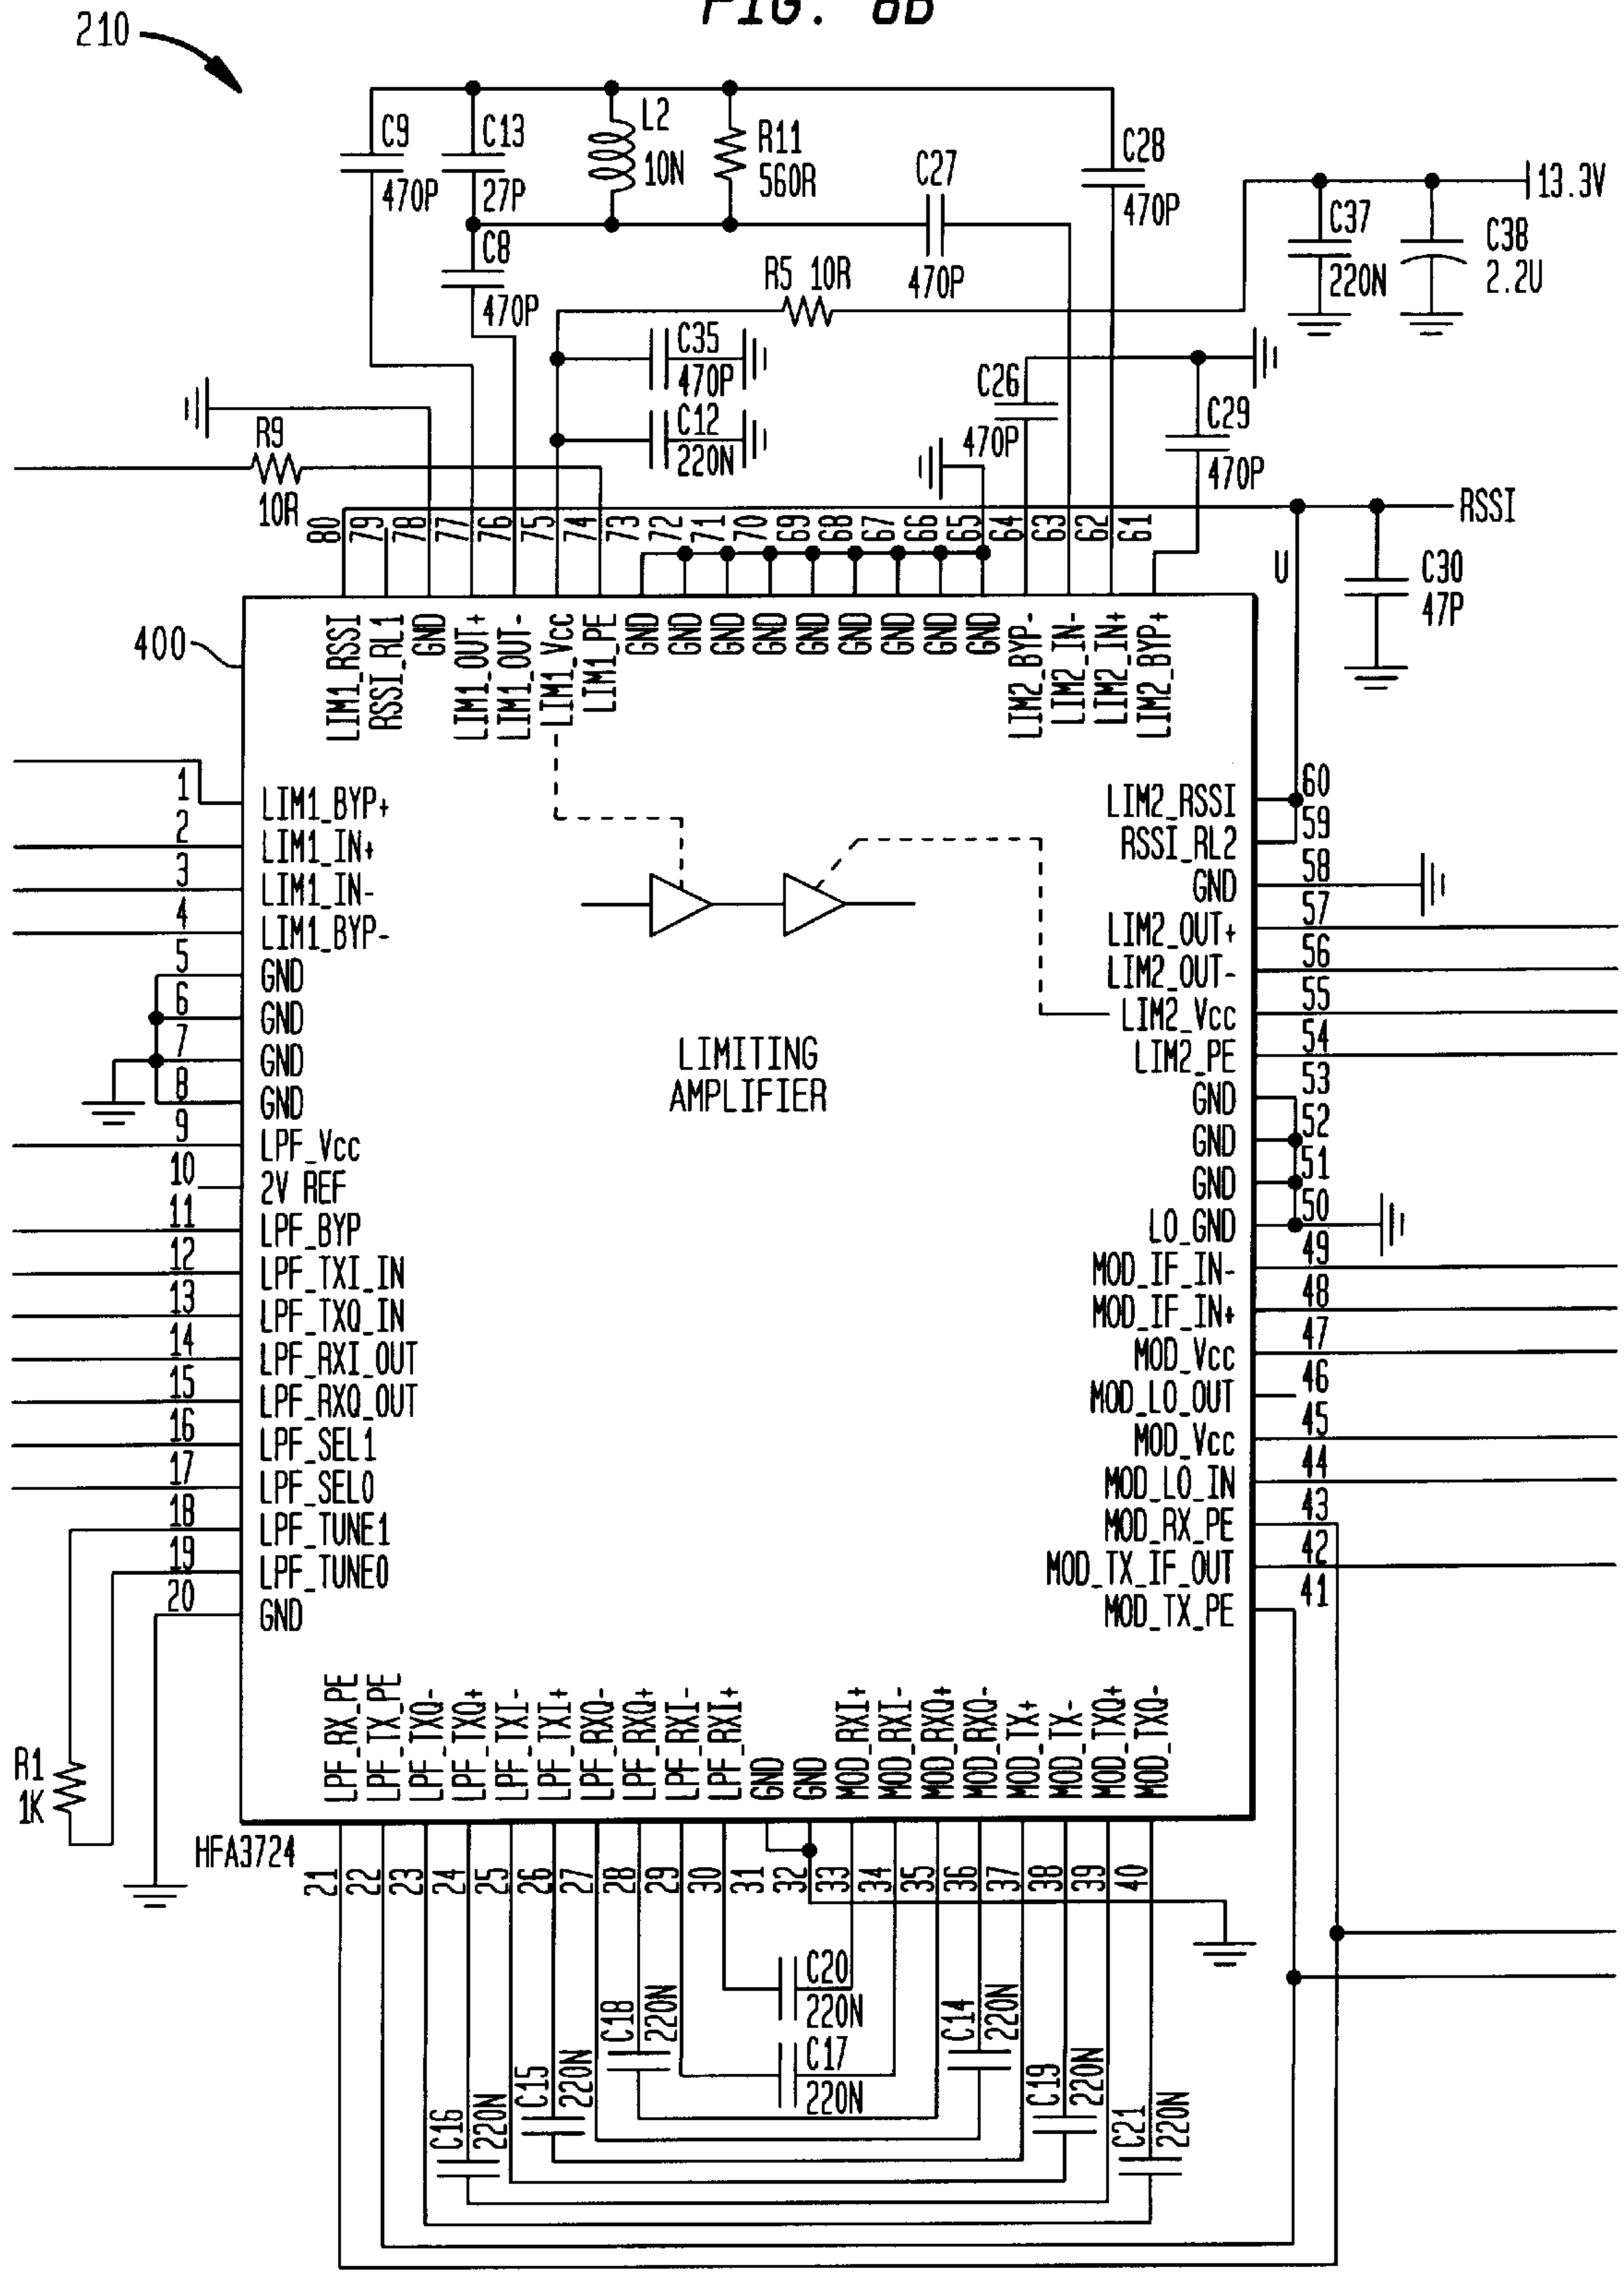 FIG. 6B
210
C9
470P
C13
27P
L2
10N
R11
560R
C27
470P
C28
470P
13.3V
C37
220N
C38
2.2U
C8
470P
R5 10R
C35
470P
C12
220N
C26
470P
C29
470P
R9
10R
RSSI
C30
47P
U
80 79 78 77 76 75 74 73 72 71 70 69 68 67 66 65 64 63 62 61
400
LIM1_RSSI
RSSI_RL1
GND
LIM1_OUT+
LIM1_OUT-
LIM1_Vcc
LIM1_PE
GND
GND
GND
GND
GND
GND
GND
GND
GND
LIM2_BYP-
LIM2_IN-
LIM2_IN+
LIM2_BYP+
1 LIM1_BYP+
2 LIM1_IN+
3 LIM1_IN-
4 LIM1_BYP-
5 GND
6 GND
7 GND
8 GND
9 LPF_Vcc
10 2V REF
11 LPF_BYP
12 LPF_TXI_IN
13 LPF_TXQ_IN
14 LPF_RXI_OUT
15 LPF_RXQ_OUT
16 LPF_SEL1
17 LPF_SEL0
18 LPF_TUNE1
19 LPF_TUNE0
20 GND
LIMITING
AMPLIFIER
LIM2_RSSI 60
RSSI_RL2 59
GND 58
LIM2_OUT+ 57
LIM2_OUT- 56
LIM2_Vcc 55
LIM2_PE 54
GND 53
GND 52
GND 51
LO_GND 50
MOD_IF_IN- 49
MOD_IF_IN+ 48
MOD_Vcc 47
MOD_LO_OUT 46
MOD_Vcc 45
MOD_LO_IN 44
MOD_RX_PE 43
MOD_TX_IF_OUT 42
MOD_TX_PE 41
R1
1K
LPF_RX_PE
LPF_TX_PE
LPF_TXQ-
LPF_TXQ+
LPF_TXI-
LPF_TXI+
LPF_RXQ-
LPF_RXQ+
LPF_RXI-
LPF_RXI+
GND
GND
MOD_RXI+
MOD_RXI-
MOD_RXQ+
MOD_RXQ-
MOD_TX+
MOD_TX-
MOD_TXQ+
MOD_TXQ-
HFA3724
21 22 23 24 25 26 27 28 29 30 31 32 33 34 35 36 37 38 39 40
C20
220N
C17
220N
C18
220N
C14
220N
C15
220N
C19
220N
C16
220N
C21
220N